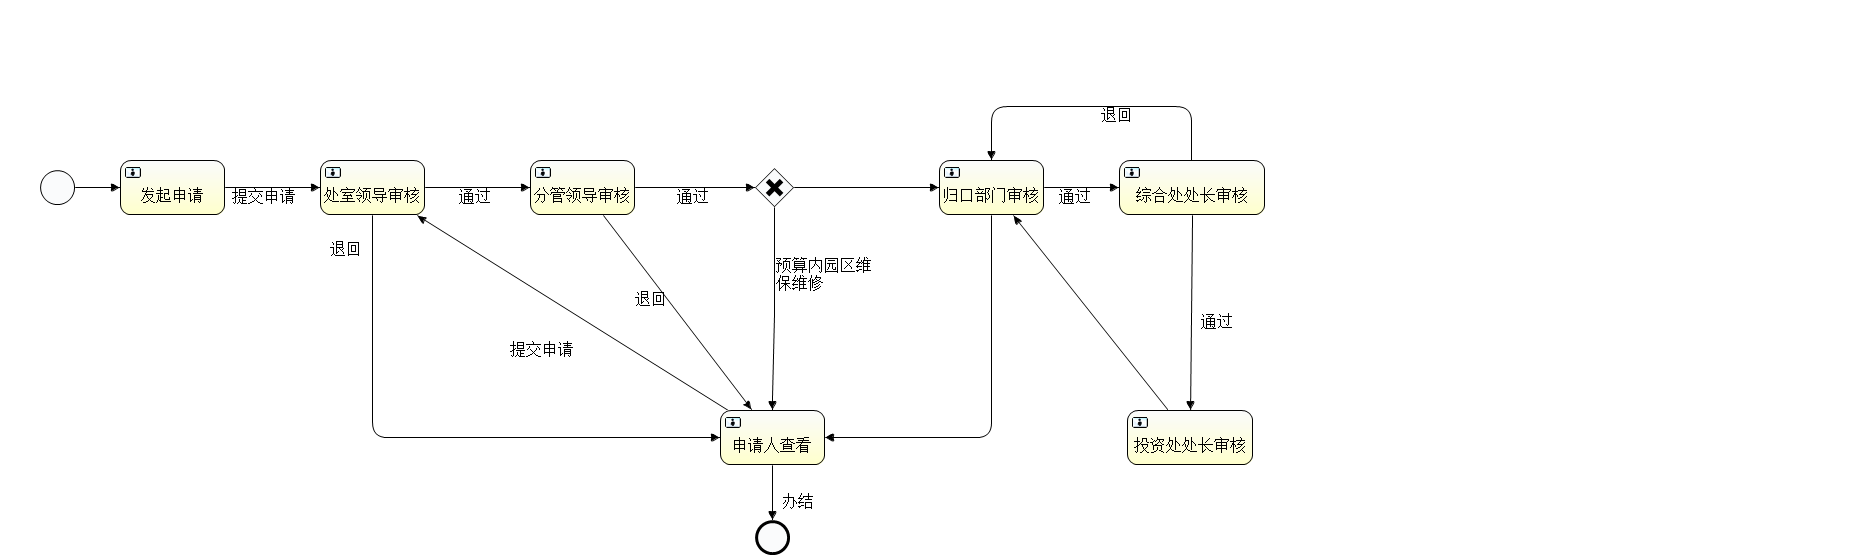 退回
发起申请
提交申请
处室领导审核
通过
分管领导审核
通过
归口部门审核
通过
综合处处长审核
退回
预算内园区维
保维修
退回
通过
提交申请
申请人查看
投资处处长审核
办结